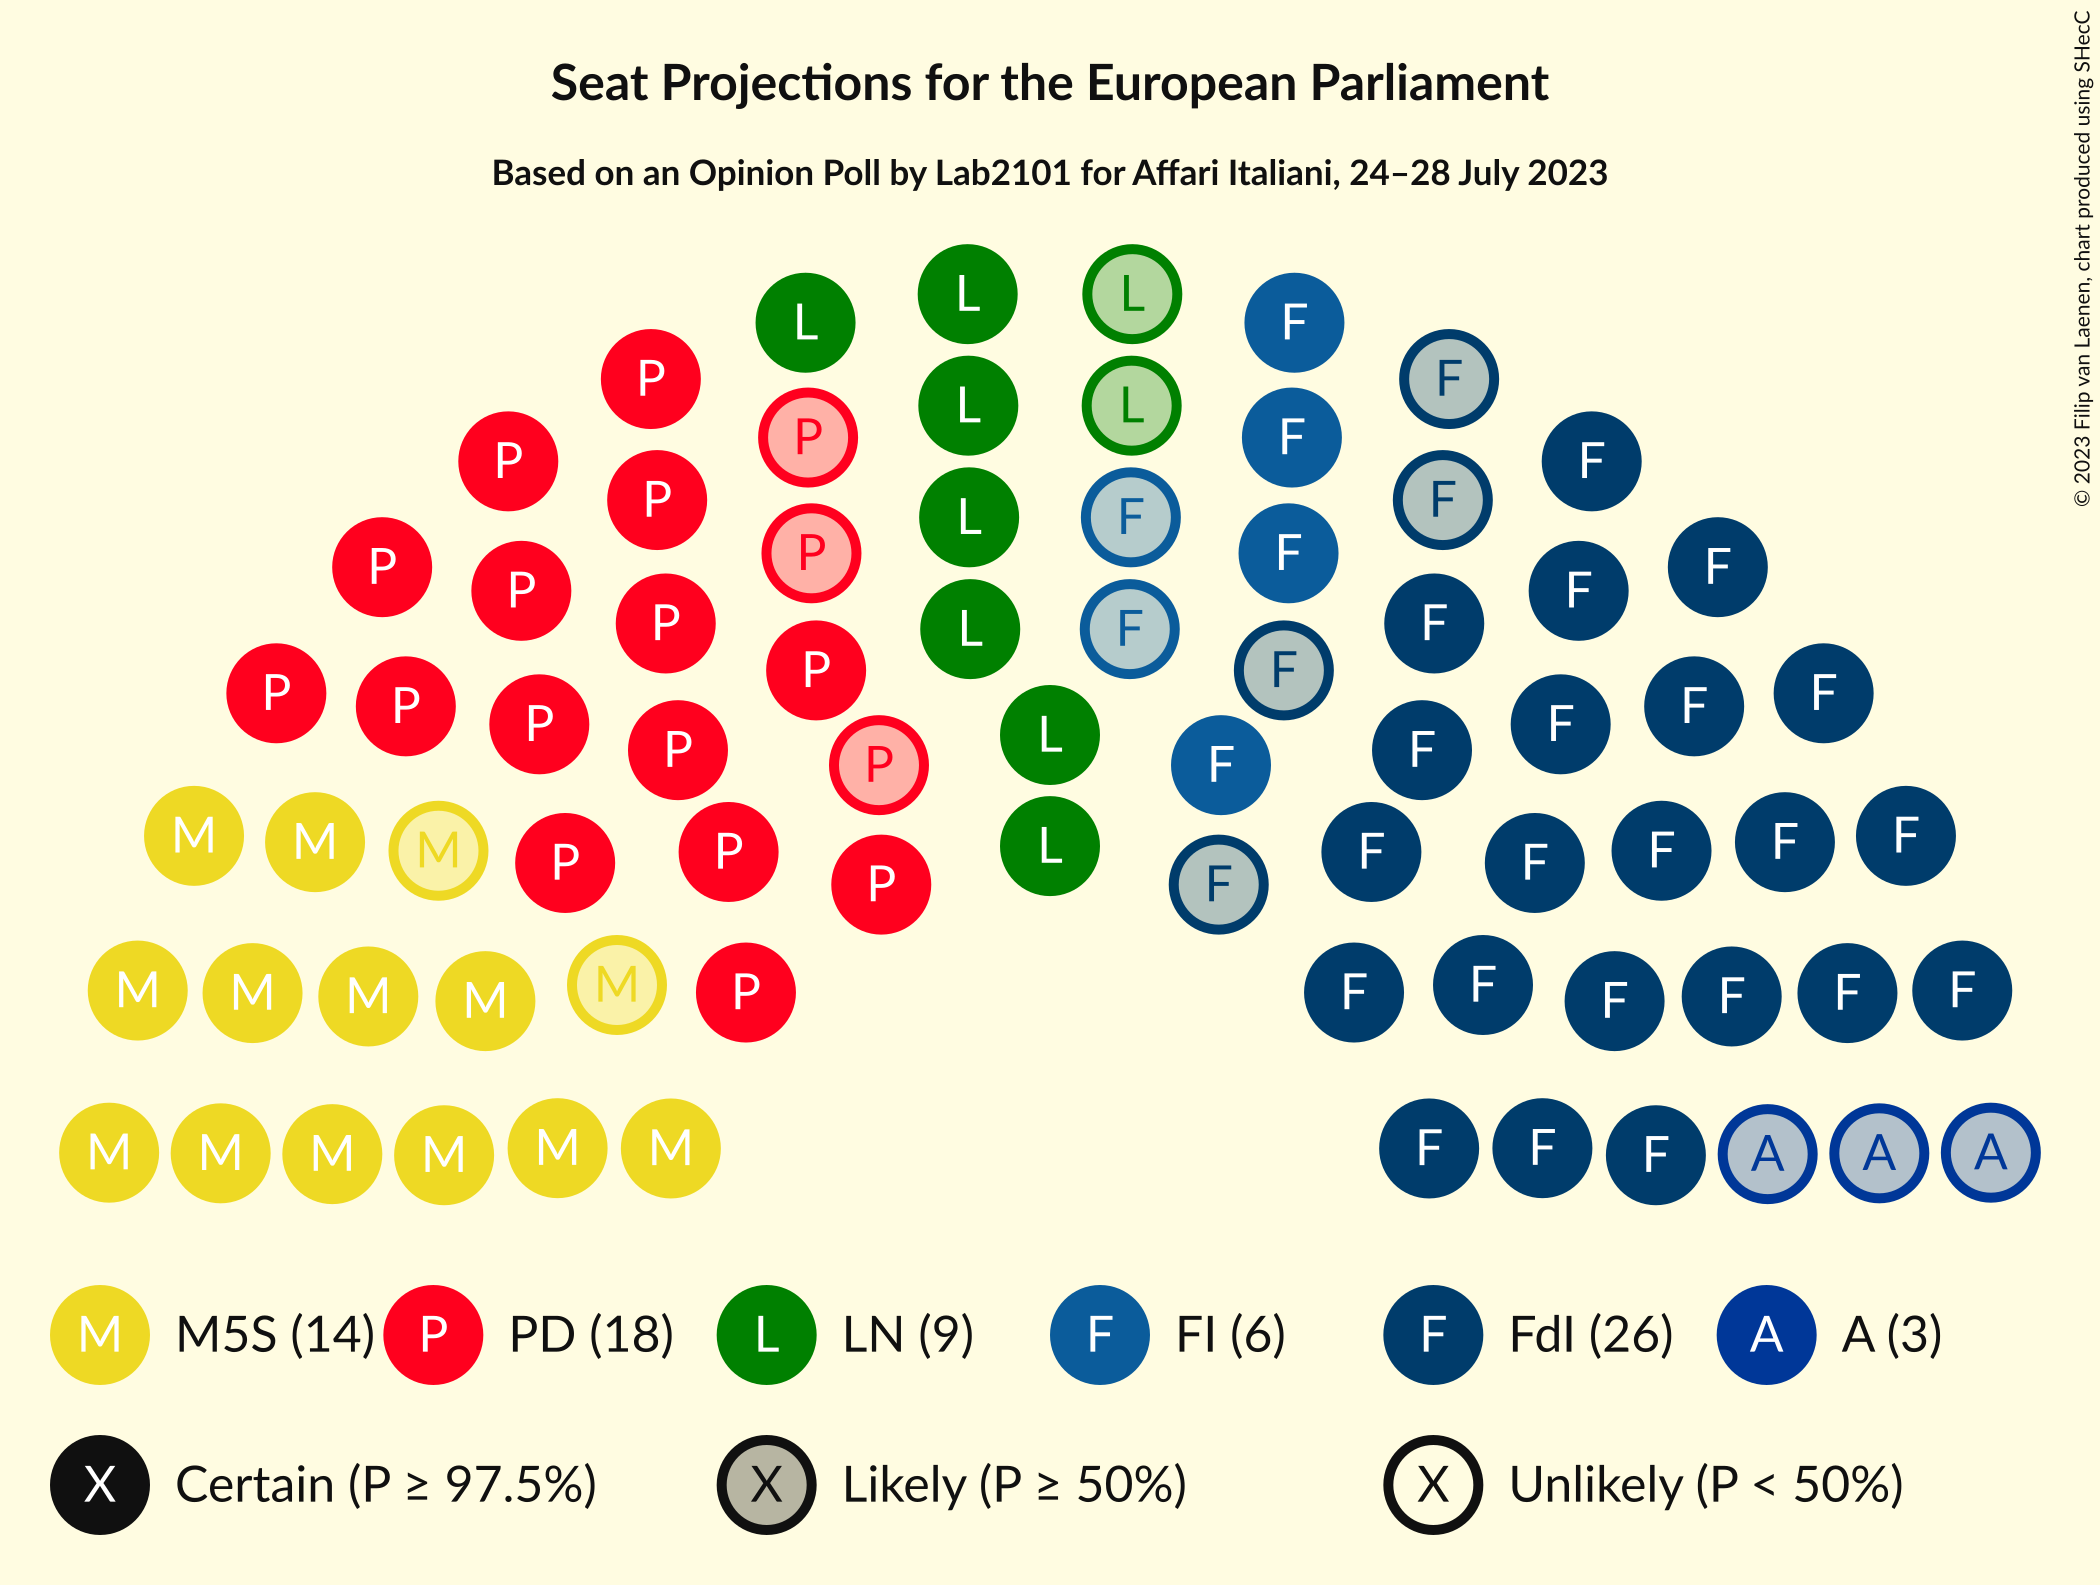 Seat Projections for the European Parliament
Based on an Opinion Poll by Lab2101 for Affari Italiani, 24–28 July 2023
© 2023 Filip van Laenen, chart produced using SHecC
L L
L F
P L F
P L L F
P P F
P P L F F
P P F F
P P L F F F
P L F
P P F F
P P P P F F F F
L
P F
M M M P P L F F F F F
P F
M M M M M P F F F F F F
M M M M M M F F F A A A
M M5S (14) P PD (18) L LN (9) F FI (6) F FdI (26) A A (3)
X Certain (P ≥ 97.5%) X Likely (P ≥ 50%) X Unlikely (P < 50%)